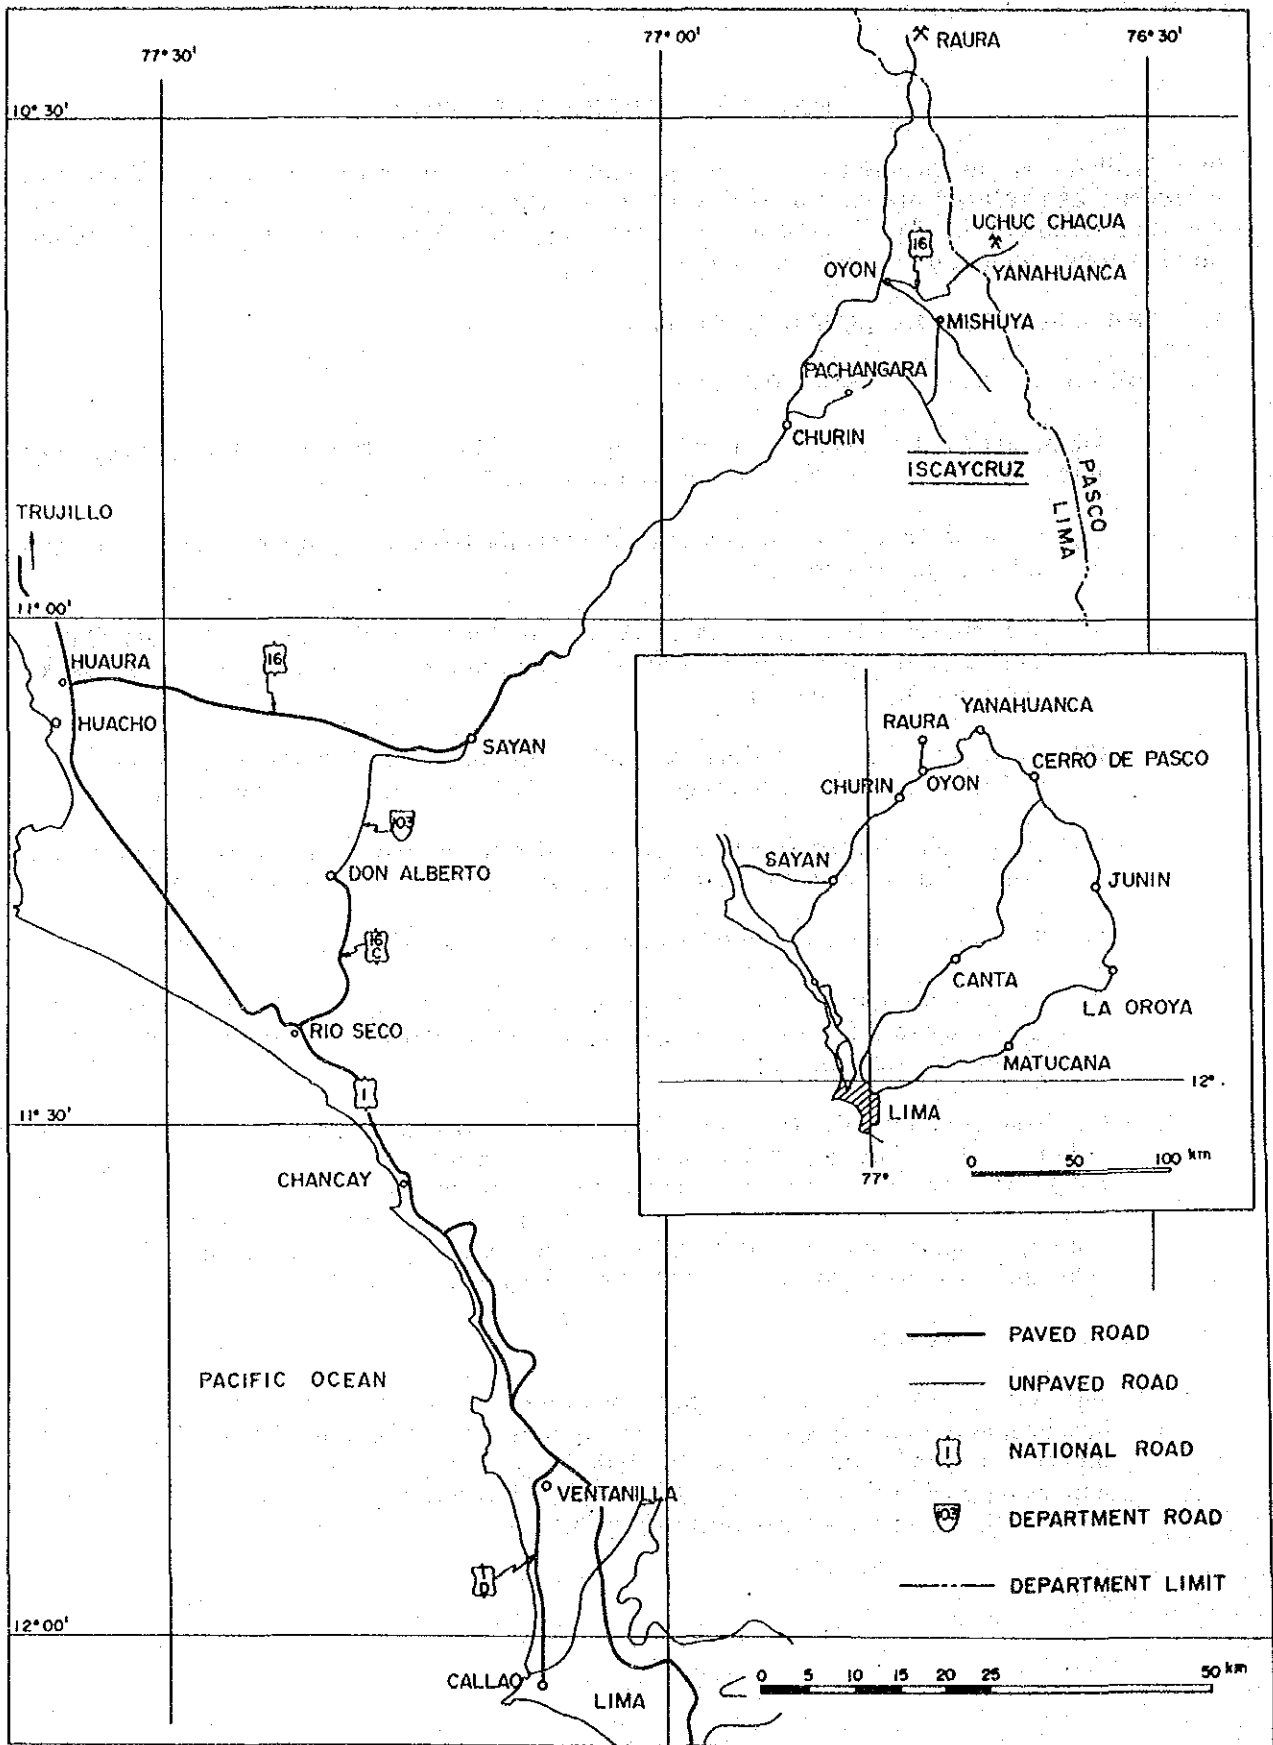 77° 30'
77° 00'
76° 30'
RAURA
10° 30'
UCHUC CHACUA
16
OYON
YANAHUANCA
MISHUYA
PACHANGARA
CHURIN
ISCAYCRUZ
PASCO
LIMA
TRUJILLO
11° 00'
HUAURA
16
HUACHO
SAYAN
103
DON ALBERTO
16
C
RIO SECO
1
11° 30'
CHANCAY
PACIFIC OCEAN
VENTANILLA
1
D
12° 00'
CALLAO
LIMA
YANAHUANCA
RAURA
CERRO DE PASCO
CHURIN
OYON
SAYAN
JUNIN
CANTA
LA OROYA
MATUCANA
12°
LIMA
0 50 100 km
77°
PAVED ROAD
UNPAVED ROAD
1 NATIONAL ROAD
103 DEPARTMENT ROAD
DEPARTMENT LIMIT
0 5 10 15 20 25 50 km